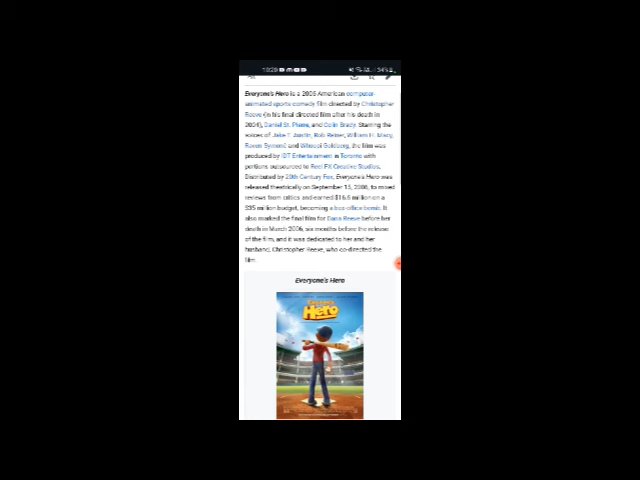 Everyone's Hero is a 2006 American computer-
animated sports comedy film directed by Christopher
Reeve (in his final directed film after his death in
2004), Daniel St. Pierre, and Colin Brady. Starring the
voices of Jake T. Austin, Rob Reiner, William H. Macy,
Raven Symoné and Whoopi Goldberg, the film was
produced by IDT Entertainment in Toronto with
portions outsourced to Reel FX Creative Studios.
Distributed by 20th Century Fox, Everyone's Hero was
released theatrically on September 15, 2006, to mixed
reviews from critics and earned $16.6 million on a
$35 million budget, becoming a box-office bomb. It
also marked the final film for Dana Reeve before her
death in March 2006, six months before the release
of the film, and it was dedicated to her and her
husband, Christopher Reeve, who co-directed the
film.
Everyone's Hero
Everyone's
Hero